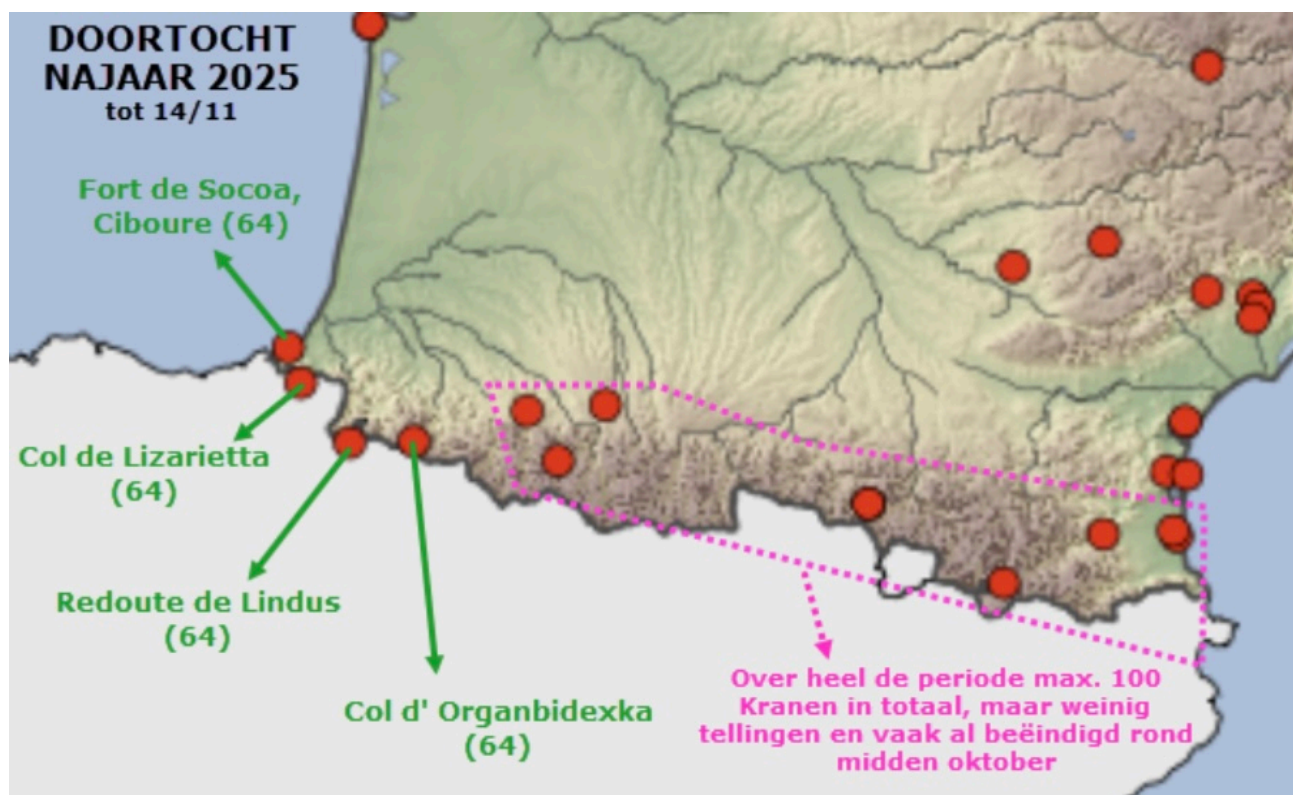 DOORTOCHT
NAJAAR 2025
tot 14/11
Fort de Socoa,
Ciboure (64)
Col de Lizarietta
(64)
Redoute de Lindus
(64)
Col d' Organbidexka
(64)
Over heel de periode max. 100
Kranen in totaal, maar weinig
tellingen en vaak al beëindigd rond
midden oktober